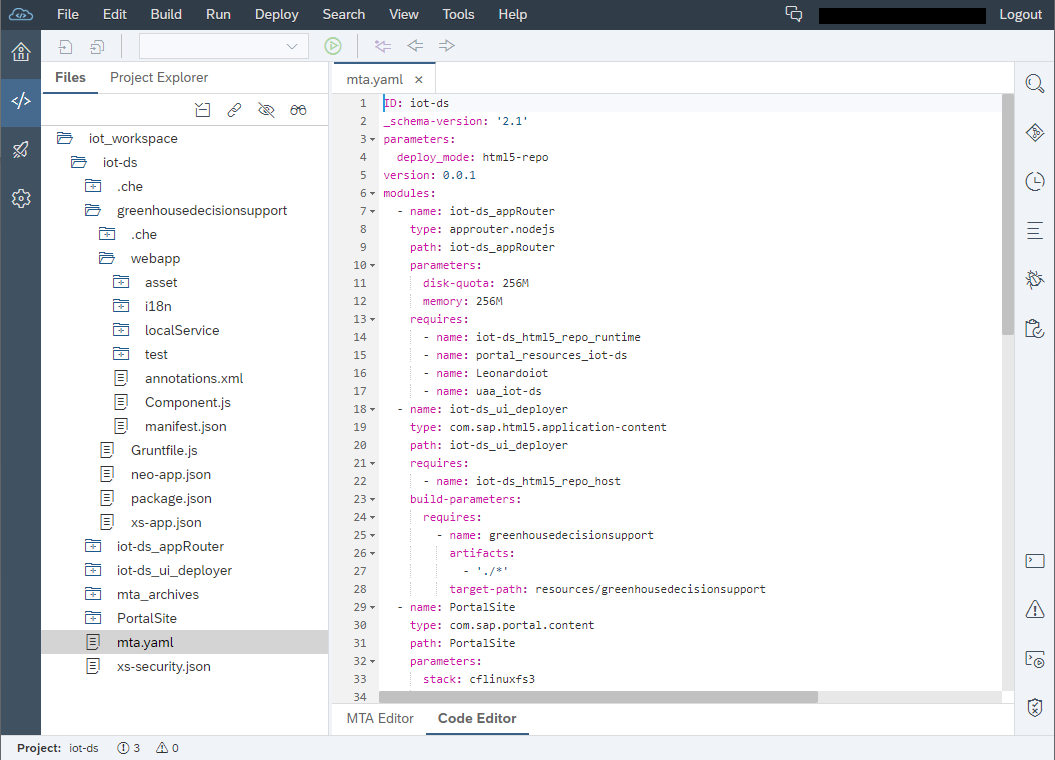 File Edit Build Run Deploy Search View Tools Help Logout
Files Project Explorer
iot_workspace
iot-ds
.che
greenhousedecisionsupport
.che
webapp
asset
i18n
localService
test
annotations.xml
Component.js
manifest.json
Gruntfile.js
neo-app.json
package.json
xs-app.json
iot-ds_appRouter
iot-ds_ui_deployer
mta_archives
PortalSite
mta.yaml
xs-security.json
mta.yaml ×
1 ID: iot-ds
2 _schema-version: '2.1'
3 parameters:
4   deploy_mode: html5-repo
5 version: 0.0.1
6 modules:
7   - name: iot-ds_appRouter
8     type: approuter.nodejs
9     path: iot-ds_appRouter
10     parameters:
11       disk-quota: 256M
12       memory: 256M
13     requires:
14       - name: iot-ds_html5_repo_runtime
15       - name: portal_resources_iot-ds
16       - name: Leonardoiot
17       - name: uaa_iot-ds
18   - name: iot-ds_ui_deployer
19     type: com.sap.html5.application-content
20     path: iot-ds_ui_deployer
21     requires:
22       - name: iot-ds_html5_repo_host
23     build-parameters:
24       requires:
25         - name: greenhousedecisionsupport
26           artifacts:
27             - './*'
28           target-path: resources/greenhousedecisionsupport
29   - name: PortalSite
30     type: com.sap.portal.content
31     path: PortalSite
32     parameters:
33       stack: cflinuxfs3
34
MTA Editor Code Editor
Project: iot-ds 3 0